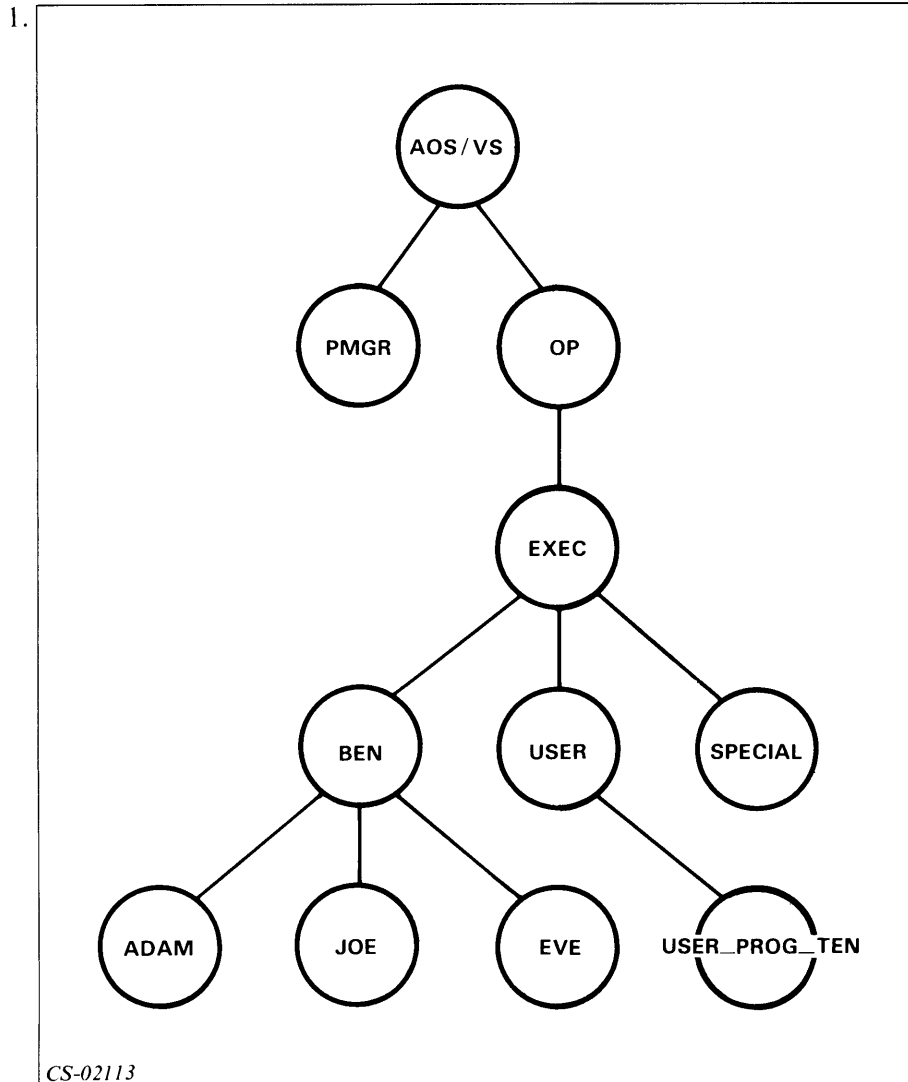 1.
AOS/VS
PMGR OP
EXEC
BEN USER SPECIAL
ADAM JOE EVE USER_PROG_TEN
CS-02113